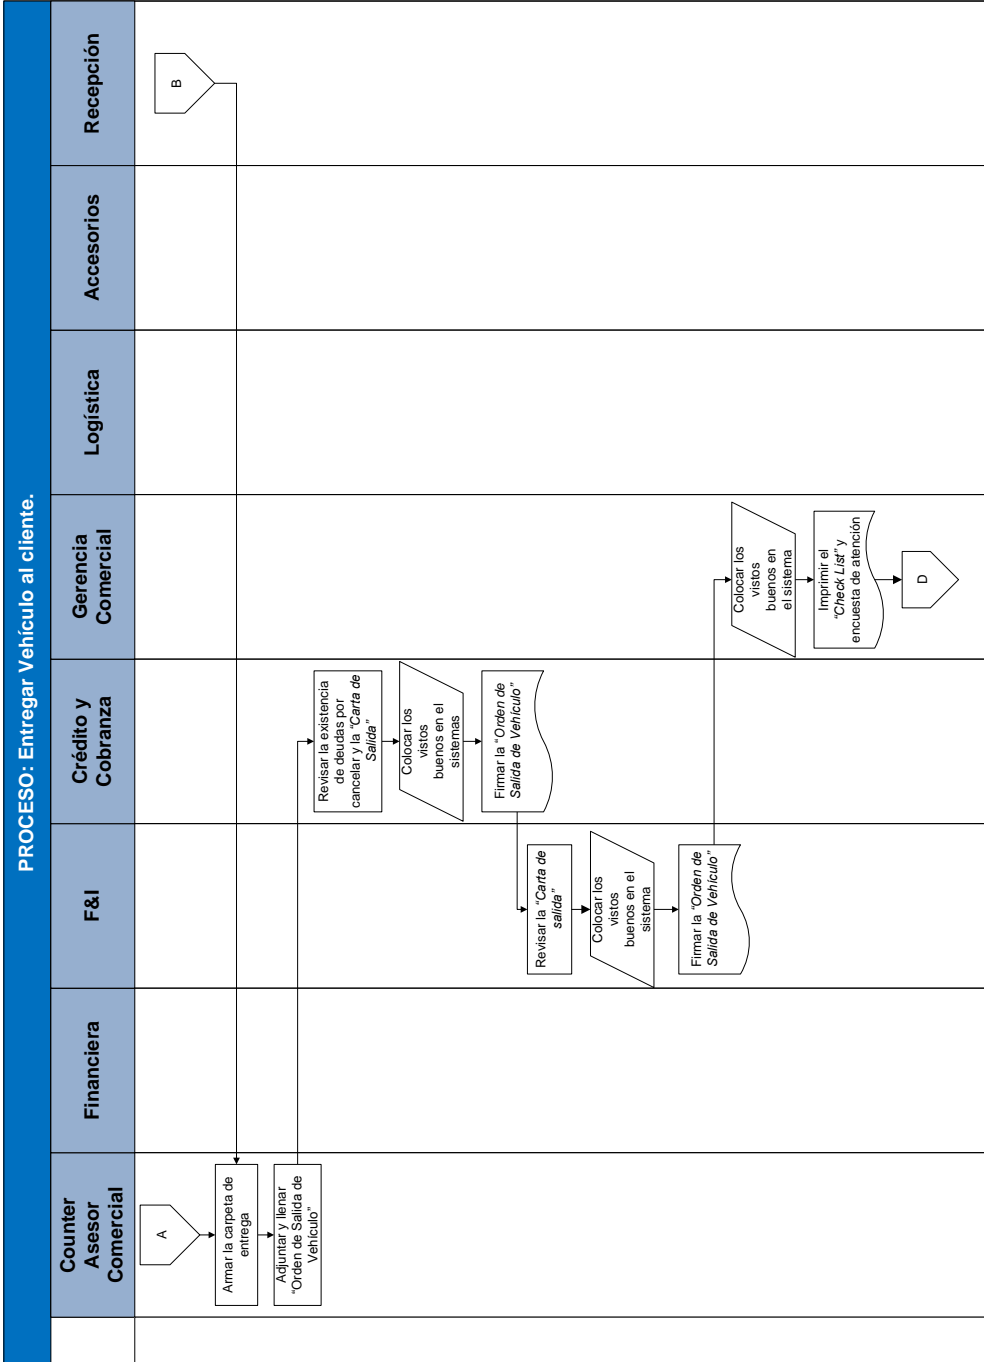 PROCESO: Entregar Vehículo al cliente.
Counter
Asesor
Comercial
Financiera
F&I
Crédito y
Cobranza
Gerencia
Comercial
Logística
Accesorios
Recepción
A
B
Armar la carpeta de
entrega
Adjuntar y llenar
“Orden de Salida de
Vehículo”
Revisar la existencia
de deudas por
cancelar y la “Carta de
Salida”
Colocar los
vistos
buenos en el
sistemas
Firmar la “Orden de
Salida de Vehículo”
Revisar la “Carta de
salida”
Colocar los
vistos
buenos en el
sistema
Firmar la “Orden de
Salida de Vehículo”
Colocar los
vistos
buenos en
el sistema
Imprimir el
“Check List” y
encuesta de atención
D